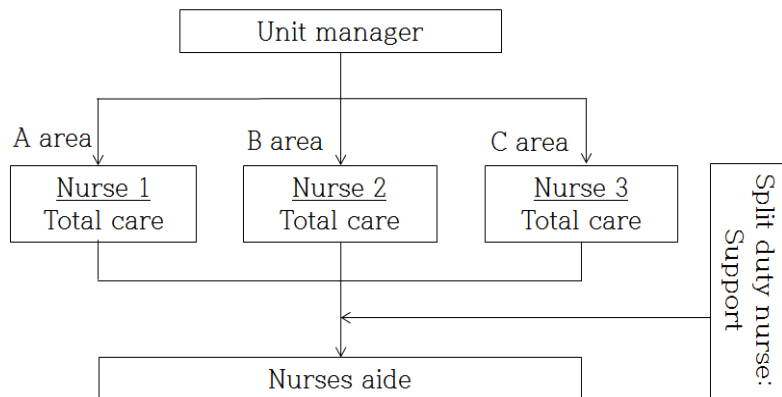 Unit manager
A area
B area
C area
Nurse 1
Total care
Nurse 2
Total care
Nurse 3
Total care
Split duty nurse:
Support
Nurses aide